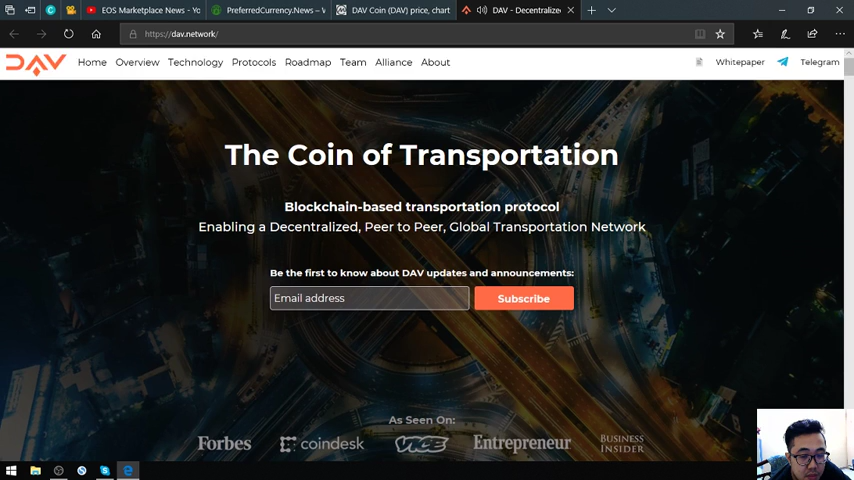 EOS Marketplace News - Yo
PreferredCurrency.News – W
DAV Coin (DAV) price, chart
DAV - Decentralized
https://dav.network/
DAV
Home
Overview
Technology
Protocols
Roadmap
Team
Alliance
About
Whitepaper
Telegram
The Coin of Transportation
Blockchain-based transportation protocol
Enabling a Decentralized, Peer to Peer, Global Transportation Network
Be the first to know about DAV updates and announcements:
Email address
Subscribe
As Seen On:
Forbes
coindesk
VICE
Entrepreneur
BUSINESS
INSIDER